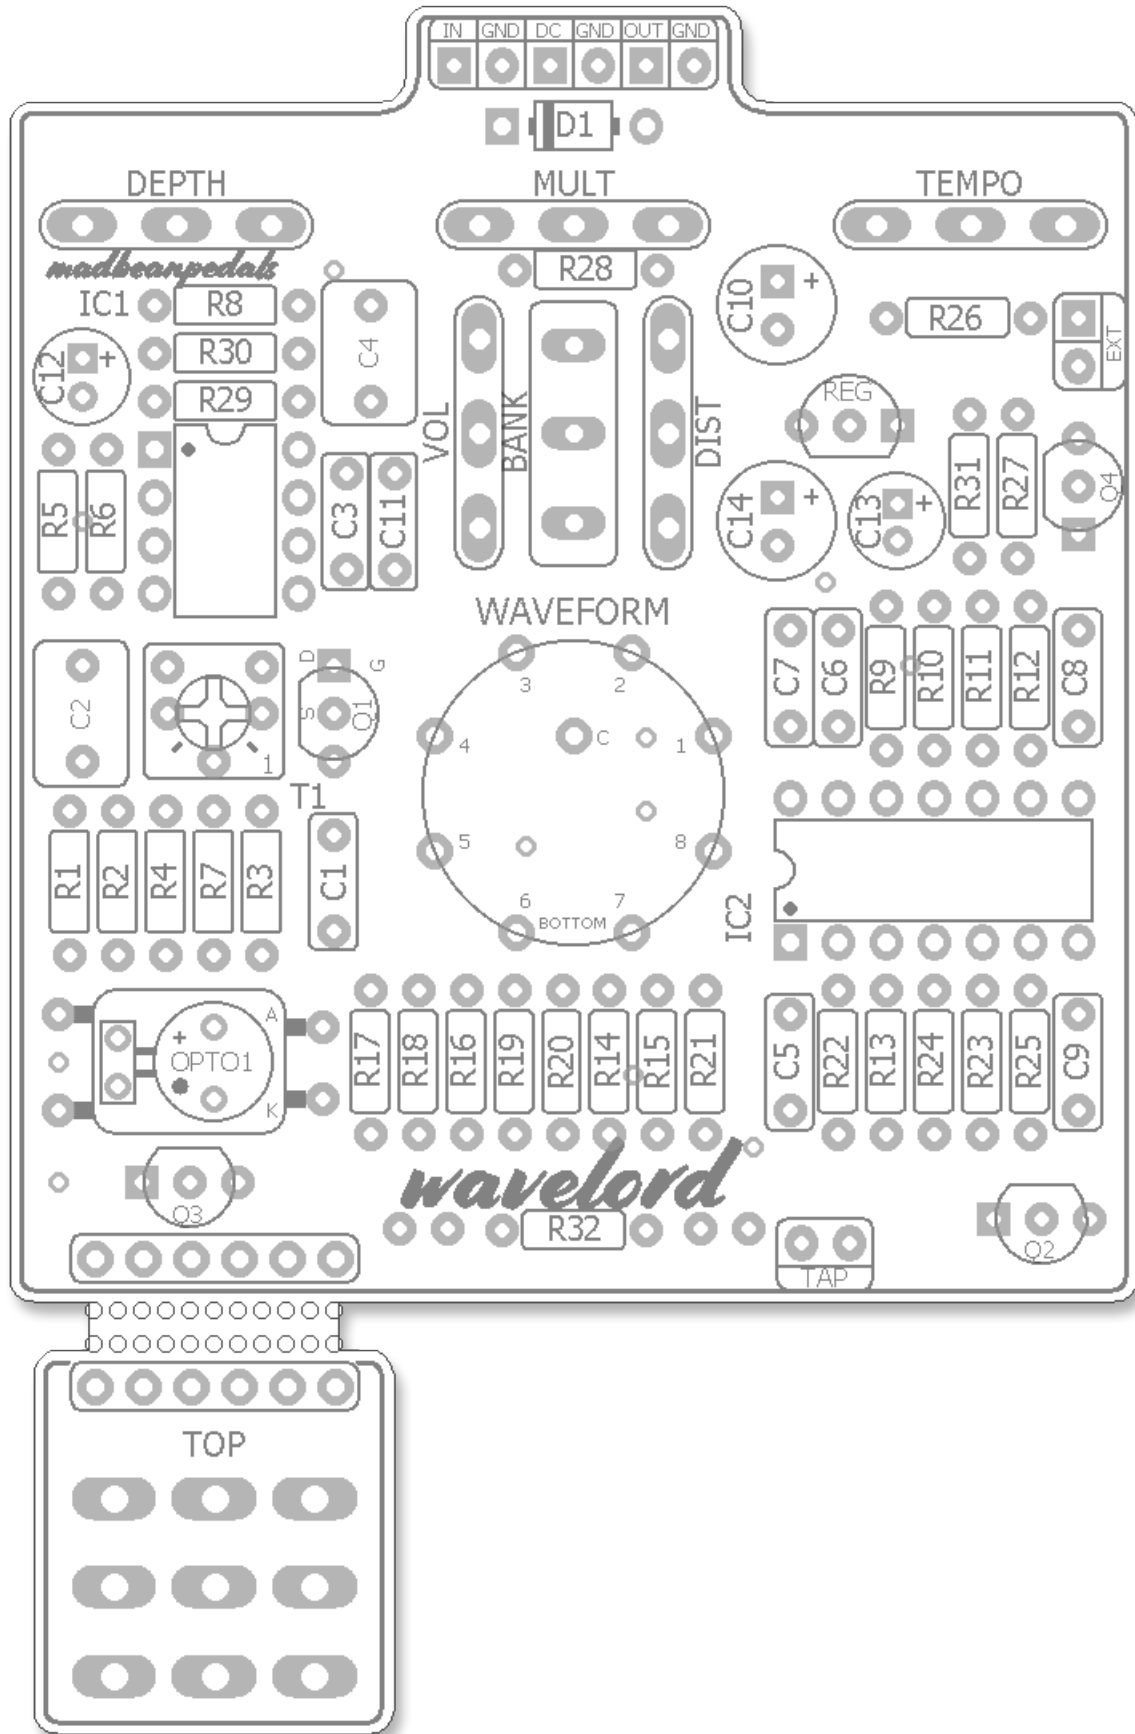 IN GND DC GND OUT GND
D1
DEPTH MULT TEMPO
madbeanpedals
R28
C10 +
IC1 R8
C4
R26
EXT
C12 +
R30
R29
VOL
BANK
DIST
REG
R5 R6
C3 C11
C14 +
C13 +
R31 R27
Q4
WAVEFORM
C2
1
D G
S Q1
T1
3 2
4 C 1
5 8
6 7
BOTTOM
C7 C6 R9 R10 R11 R12 C8
R1 R2 R4 R7 R3 C1
IC2
A
+
OPTO1
K
R17 R18 R16 R19 R20 R14 R15 R21
C5 R22 R13 R24 R23 R25 C9
Q3
wavelord
R32
TAP
Q2
TOP